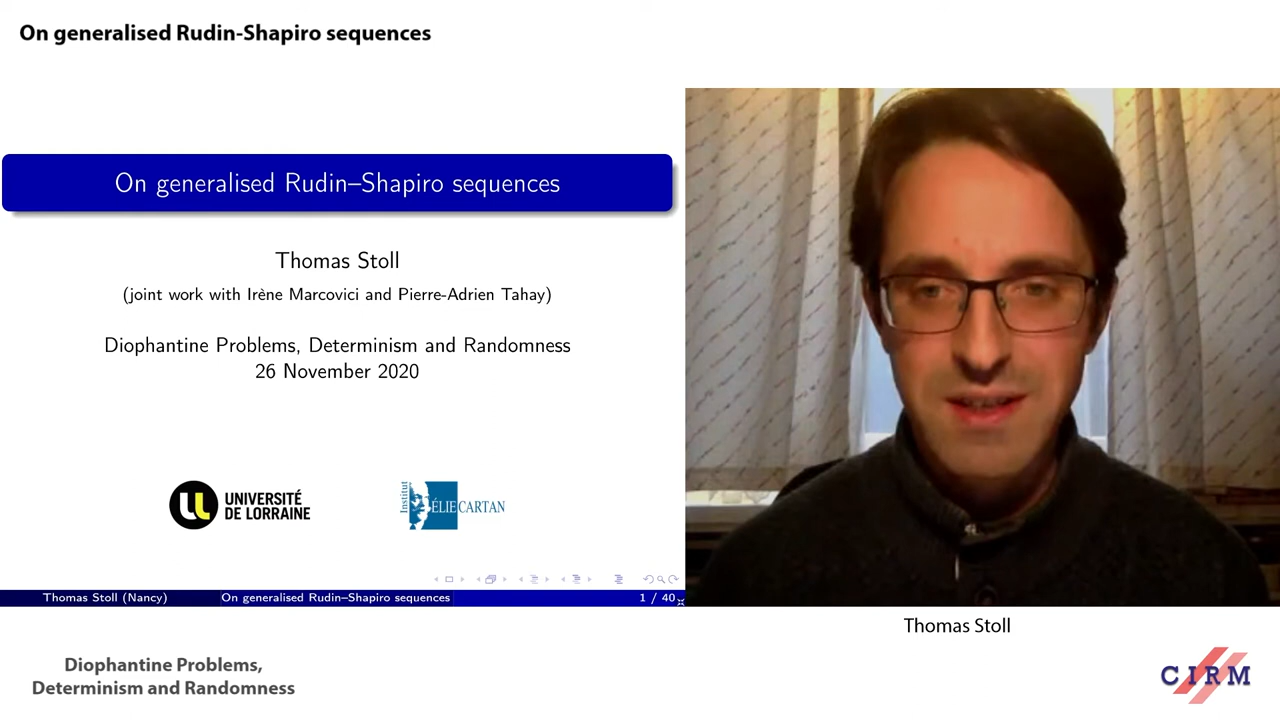 On generalised Rudin-Shapiro sequences
On generalised Rudin–Shapiro sequences
Thomas Stoll
(joint work with Irène Marcovici and Pierre-Adrien Tahay)
Diophantine Problems, Determinism and Randomness
26 November 2020
UNIVERSITÉ
DE LORRAINE
Institut
ÉLIE CARTAN
Thomas Stoll (Nancy) On generalised Rudin–Shapiro sequences 1 / 40
Thomas Stoll
Diophantine Problems,
Determinism and Randomness
CIRM